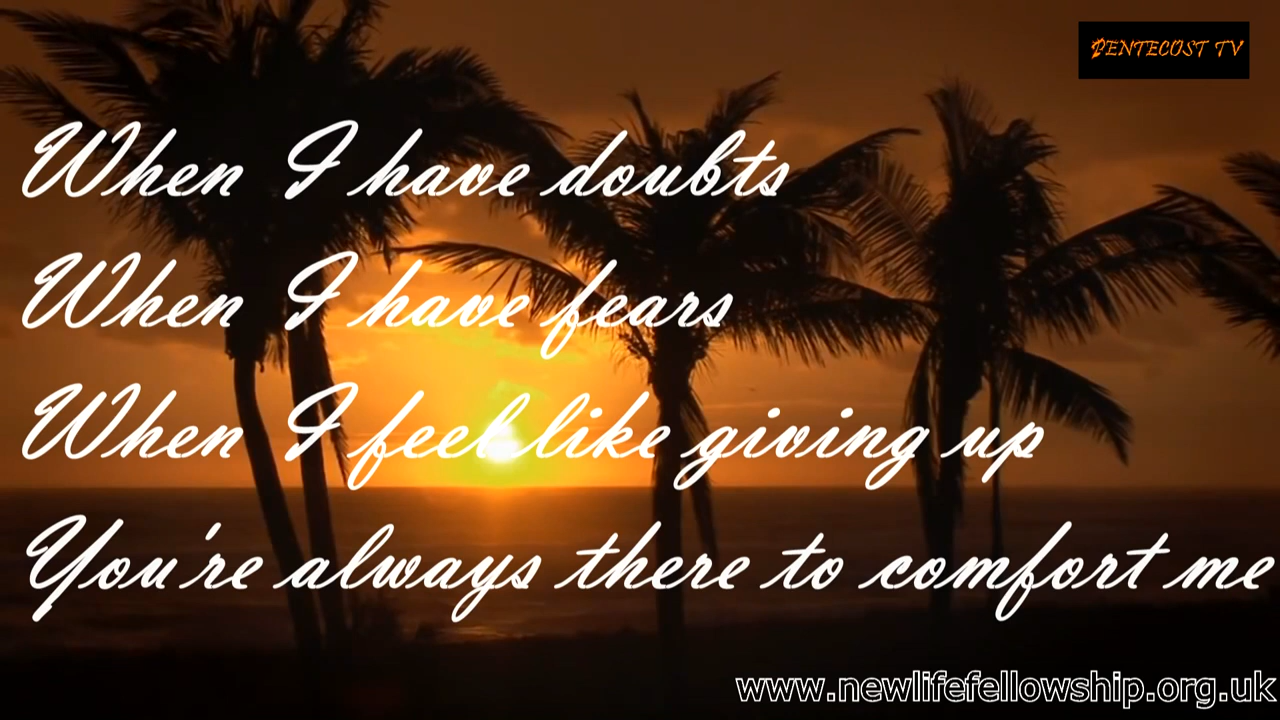 PENTECOST TV
When I have doubts
When I have fears
When I feel like giving up
You're always there to comfort me
www.newlifefellowship.org.uk